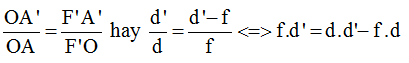 OA'/OA = F'A'/F'O hay d'/d = d'−f/f <=> f.d' = d.d'− f.d